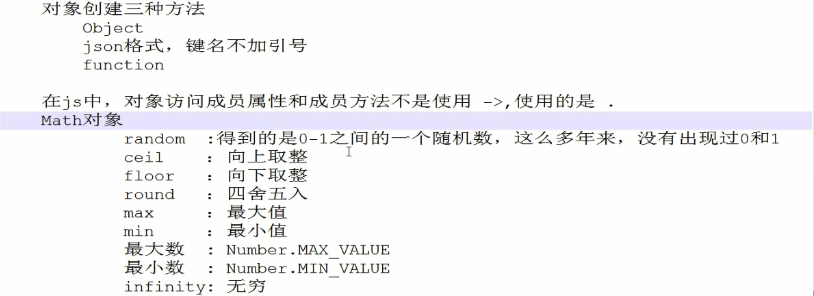 对象创建三种方法
Object
json格式，键名不加引号
function
在js中，对象访问成员属性和成员方法不是使用 ->,使用的是 .
Math对象
random :得到的是0-1之间的一个随机数，这么多年来，没有出现过0和1
ceil : 向上取整
floor : 向下取整
round : 四舍五入
max : 最大值
min : 最小值
最大数 : Number.MAX_VALUE
最小数 : Number.MIN_VALUE
infinity: 无穷